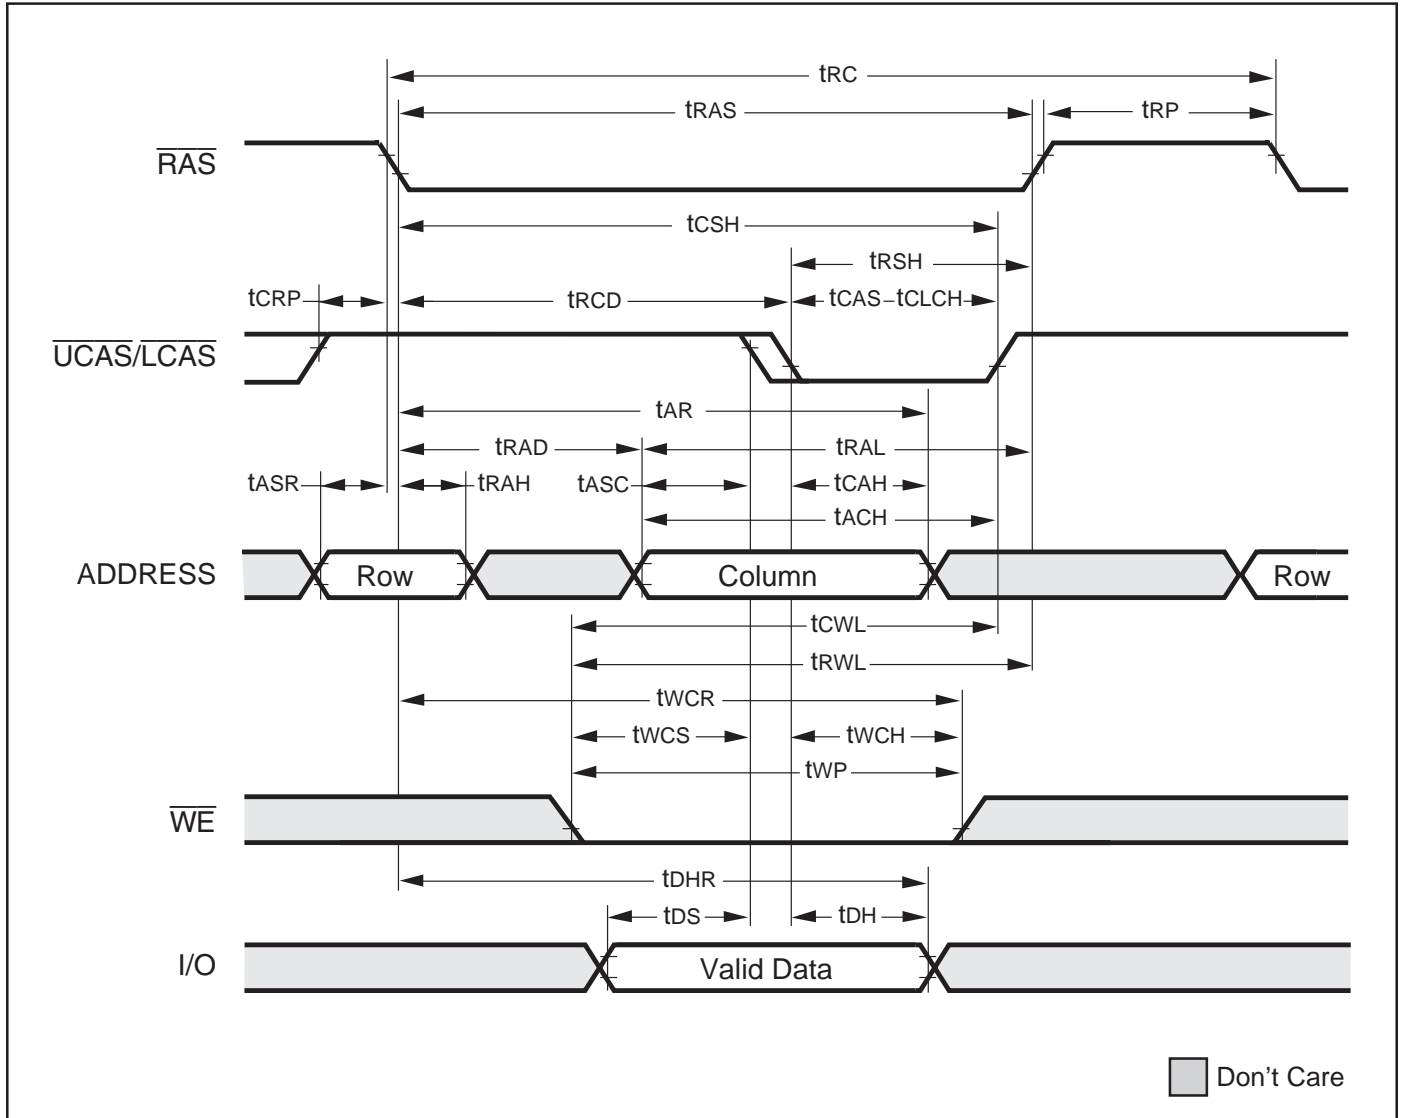 tRC
tRAS
tRP
RAS
tCSH
tRSH
tCRP
tRCD
tCAS tCLCH
UCAS/LCAS
tAR
tRAD
tRAL
tASR
tRAH
tASC
tCAH
tACH
ADDRESS
Row
Column
Row
tCWL
tRWL
tWCR
tWCS
tWCH
tWP
WE
tDHR
tDS
tDH
I/O
Valid Data
Don't Care